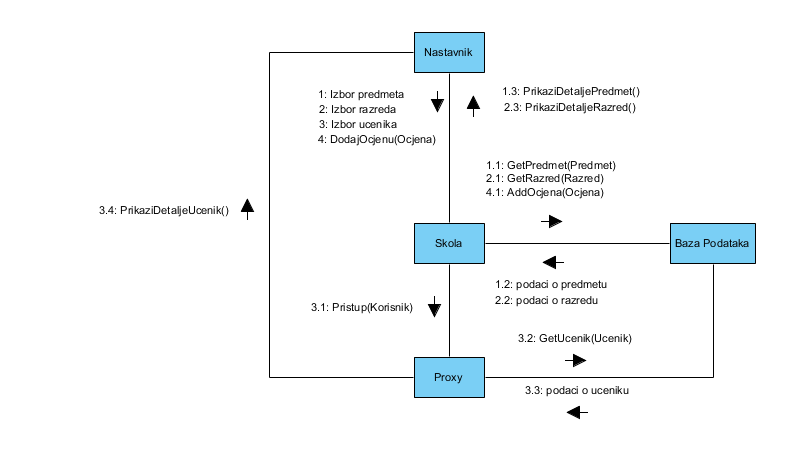 Nastavnik
1: Izbor predmeta
2: Izbor razreda
3: Izbor ucenika
4: DodajOcjenu(Ocjena)
1.3: PrikaziDetaljePredmet()
2.3: PrikaziDetaljeRazred()
1.1: GetPredmet(Predmet)
2.1: GetRazred(Razred)
4.1: AddOcjena(Ocjena)
3.4: PrikaziDetaljeUcenik()
Skola
Baza Podataka
1.2: podaci o predmetu
2.2: podaci o razredu
3.1: Pristup(Korisnik)
3.2: GetUcenik(Ucenik)
Proxy
3.3: podaci o uceniku